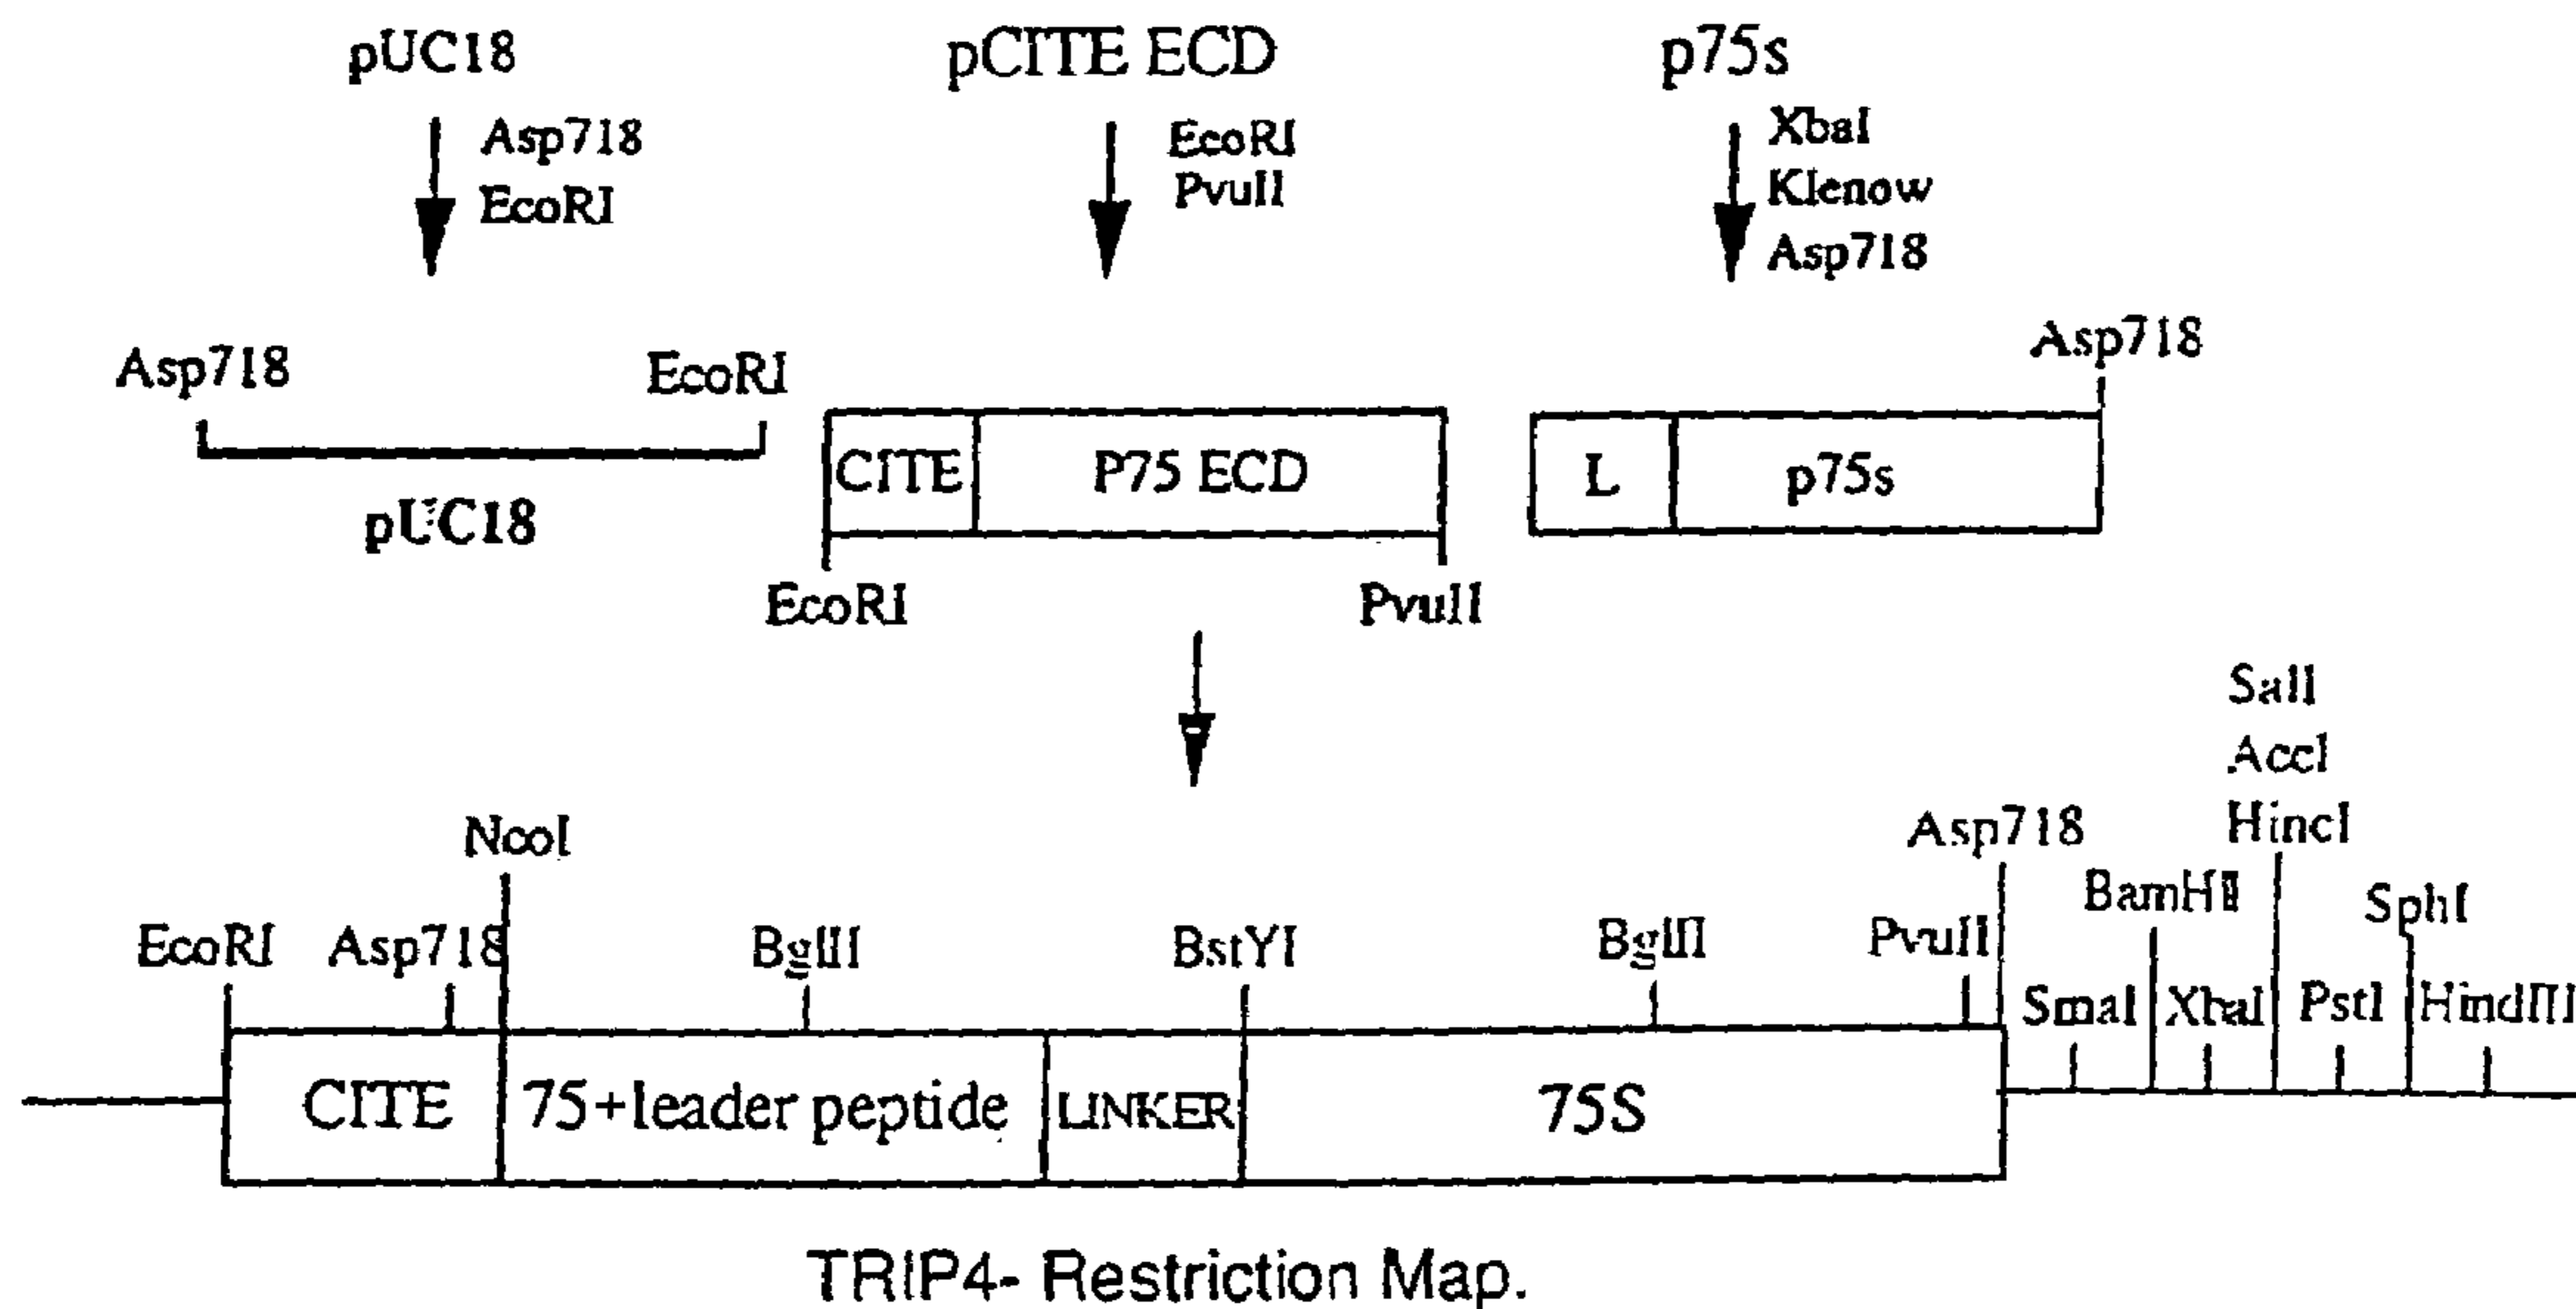 pUC18
pCITE ECD
p75s
Asp718
EcoRI
EcoRI
PvuII
XbaI
Klenow
Asp718
Asp718
EcoRI
pUC18
CITE
P75 ECD
EcoRI
PvuII
L
p75s
Asp718
EcoRI
Asp718
NcoI
BglII
BstYI
BglII
PvuII
Asp718
SmaI
BamHI
XbaI
SalI
AccI
HincI
PstI
SphI
HindIII
CITE
75+leader peptide
LINKER
75S
TRIP4- Restriction Map.